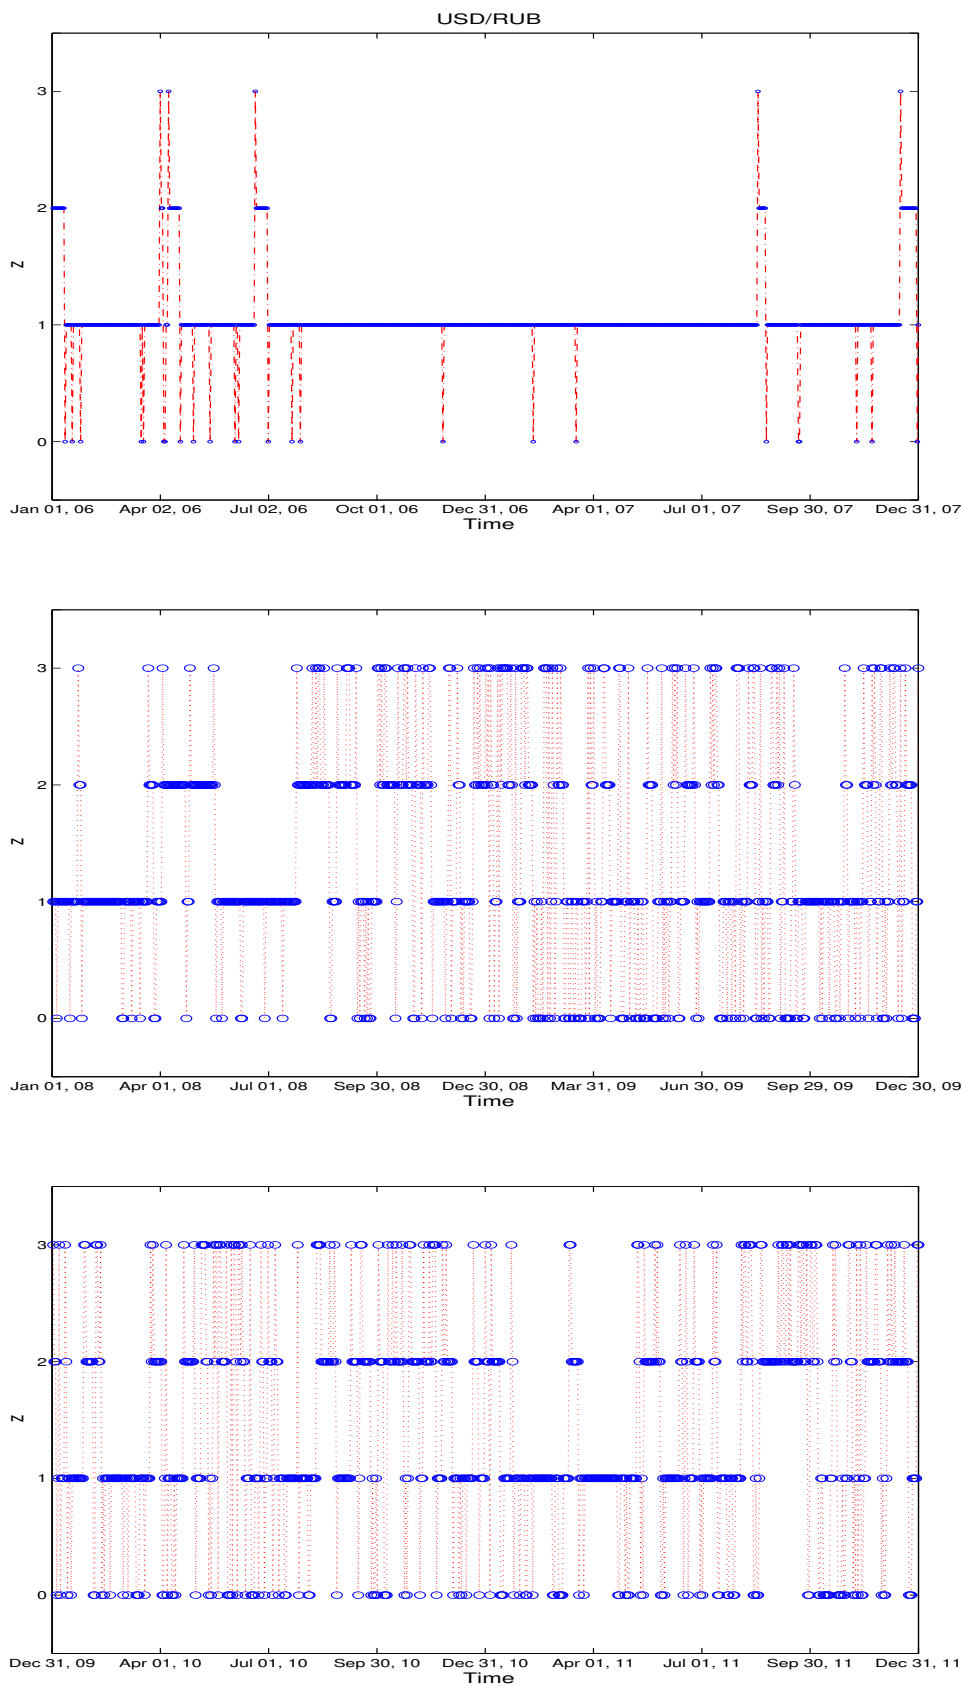 USD/RUB
3
2
1
0
Z
Jan 01, 06 Apr 02, 06 Jul 02, 06 Oct 01, 06 Dec 31, 06 Apr 01, 07 Jul 01, 07 Sep 30, 07 Dec 31, 07
Time
3
2
1
0
Z
Jan 01, 08 Apr 01, 08 Jul 01, 08 Sep 30, 08 Dec 30, 08 Mar 31, 09 Jun 30, 09 Sep 29, 09 Dec 30, 09
Time
3
2
1
0
Z
Dec 31, 09 Apr 01, 10 Jul 01, 10 Sep 30, 10 Dec 31, 10 Apr 01, 11 Jul 01, 11 Sep 30, 11 Dec 31, 11
Time